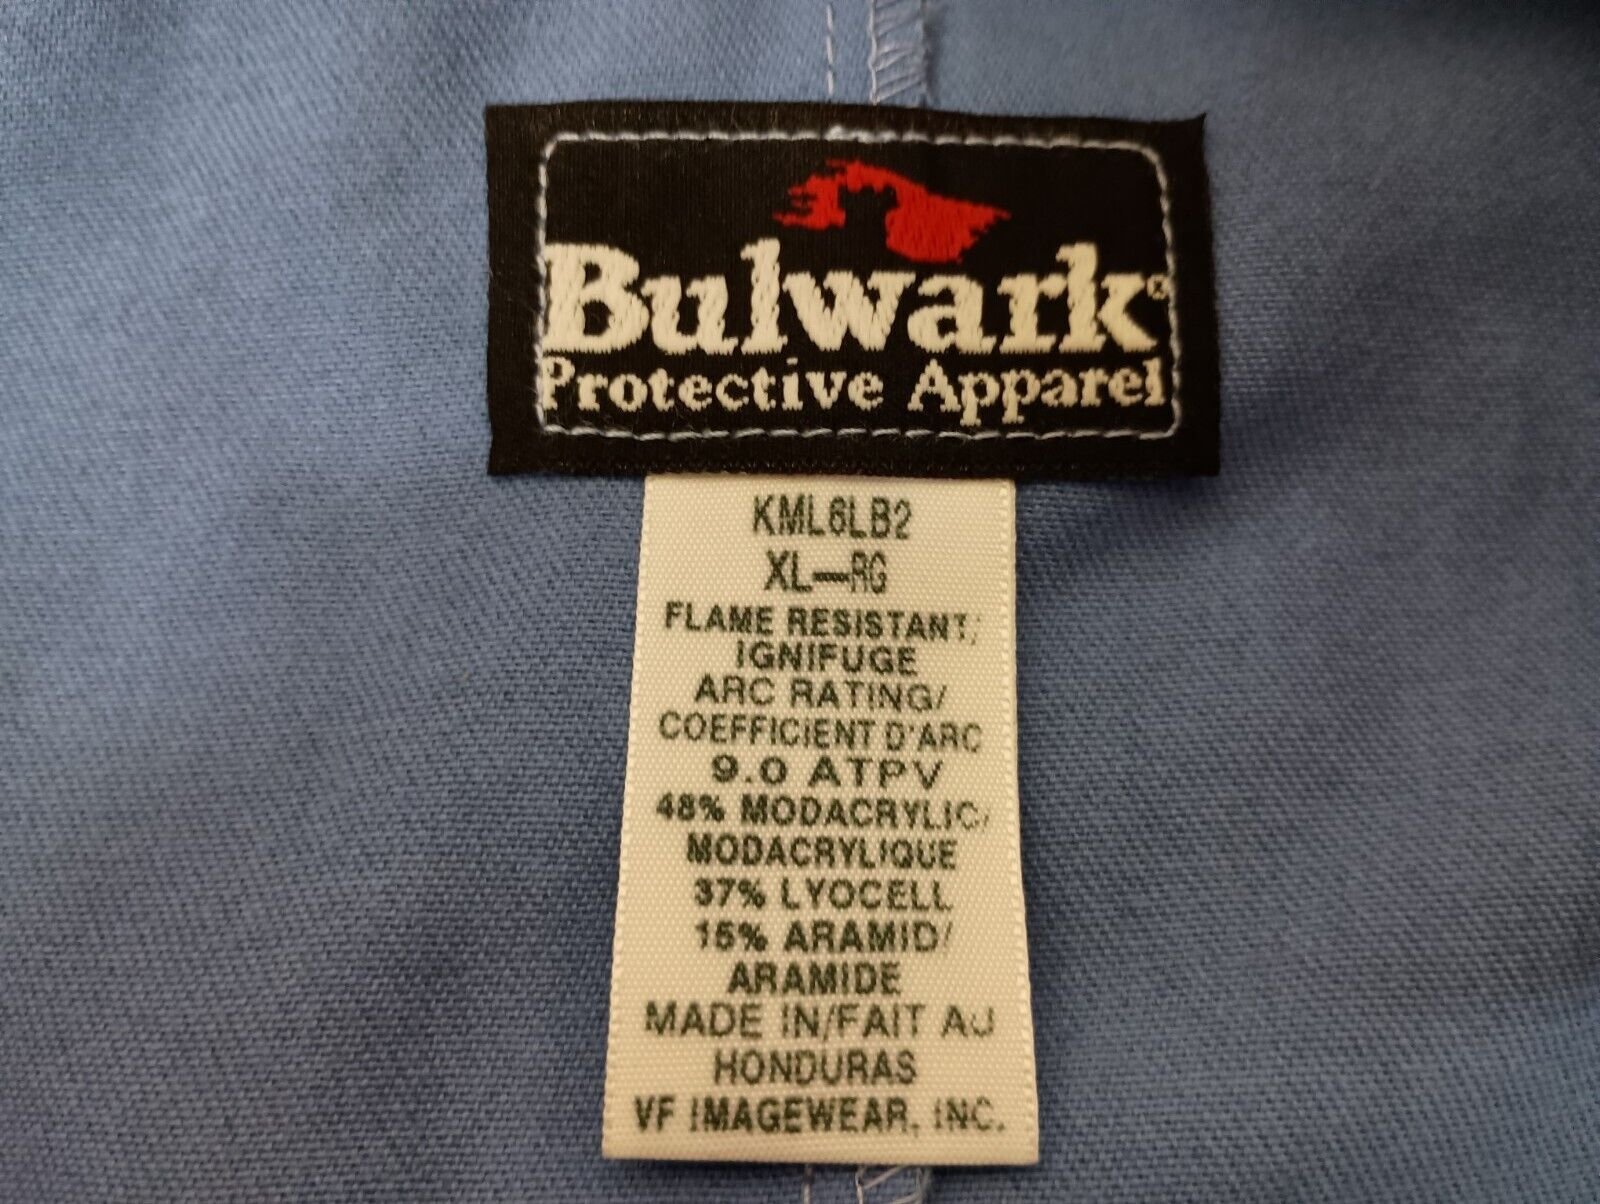 Bulwark®
Protective Apparel
KML6LB2
XL—RG
FLAME RESISTANT/
IGNIFUGE
ARC RATING/
COEFFICIENT D'ARC
9.0 ATPV
48% MODACRYLIC/
MODACRYLIQUE
37% LYOCELL
15% ARAMID/
ARAMIDE
MADE IN/FAIT AU
HONDURAS
VF IMAGEWEAR, INC.